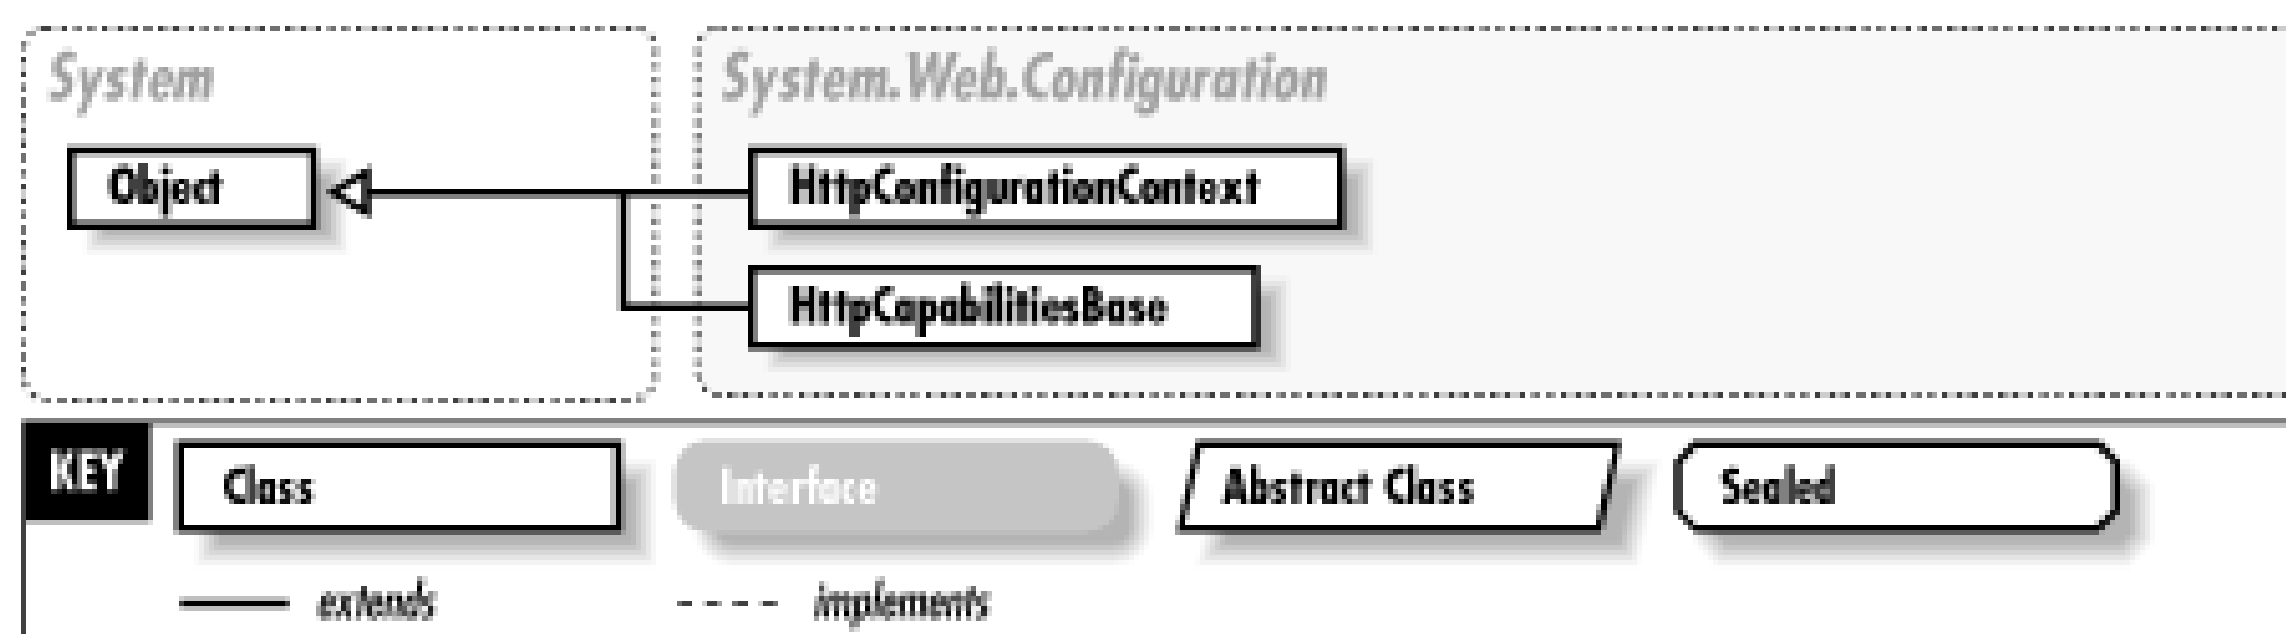 System
System.Web.Configuration
Object
HttpConfigurationContext
HttpCapabilitiesBase
KEY
Class
Interface
Abstract Class
Sealed
extends
implements